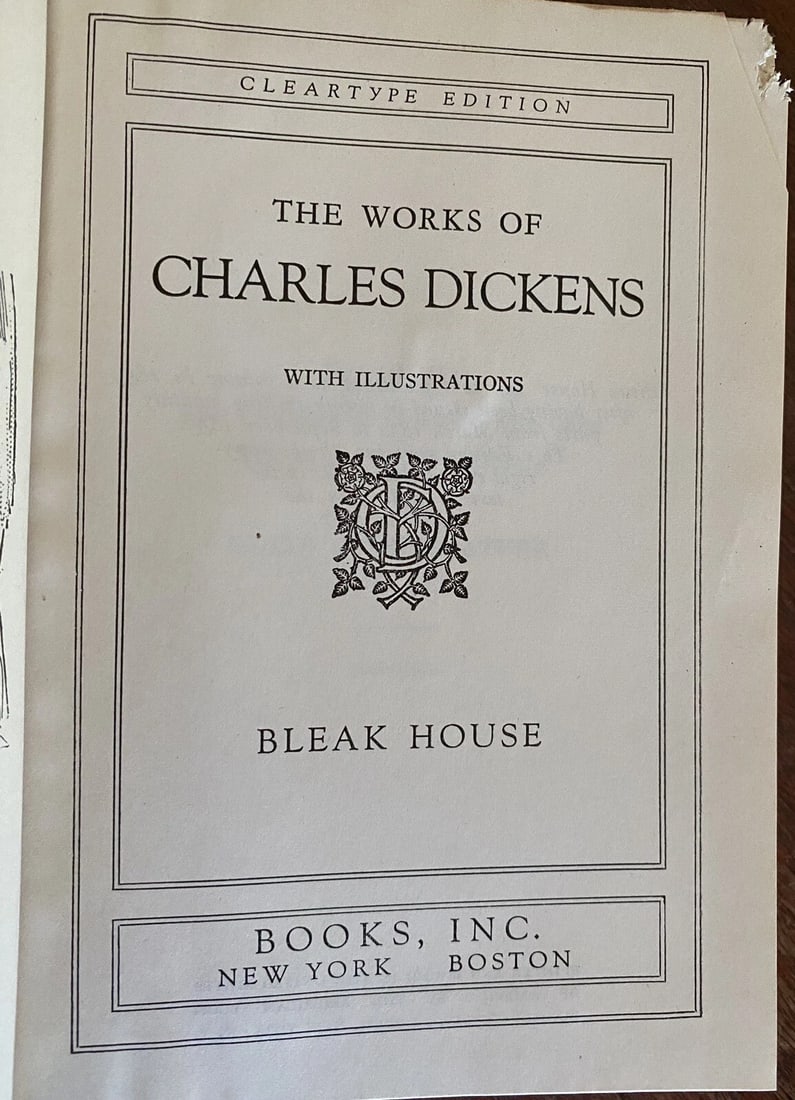 CLEARTYPE EDITION
THE WORKS OF
CHARLES DICKENS
WITH ILLUSTRATIONS
BLEAK HOUSE
BOOKS, INC.
NEW YORK BOSTON